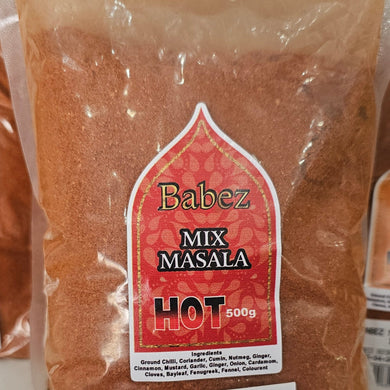 Babez
MIX
MASALA
HOT 500g
Ingredients
Ground Chilli, Coriander, Cumin, Nutmeg, Ginger,
Cinnamon, Mustard, Garlic, Ginger, Onion, Cardamom,
Cloves, Bayleaf, Fenugreek, Fennel, Colourent